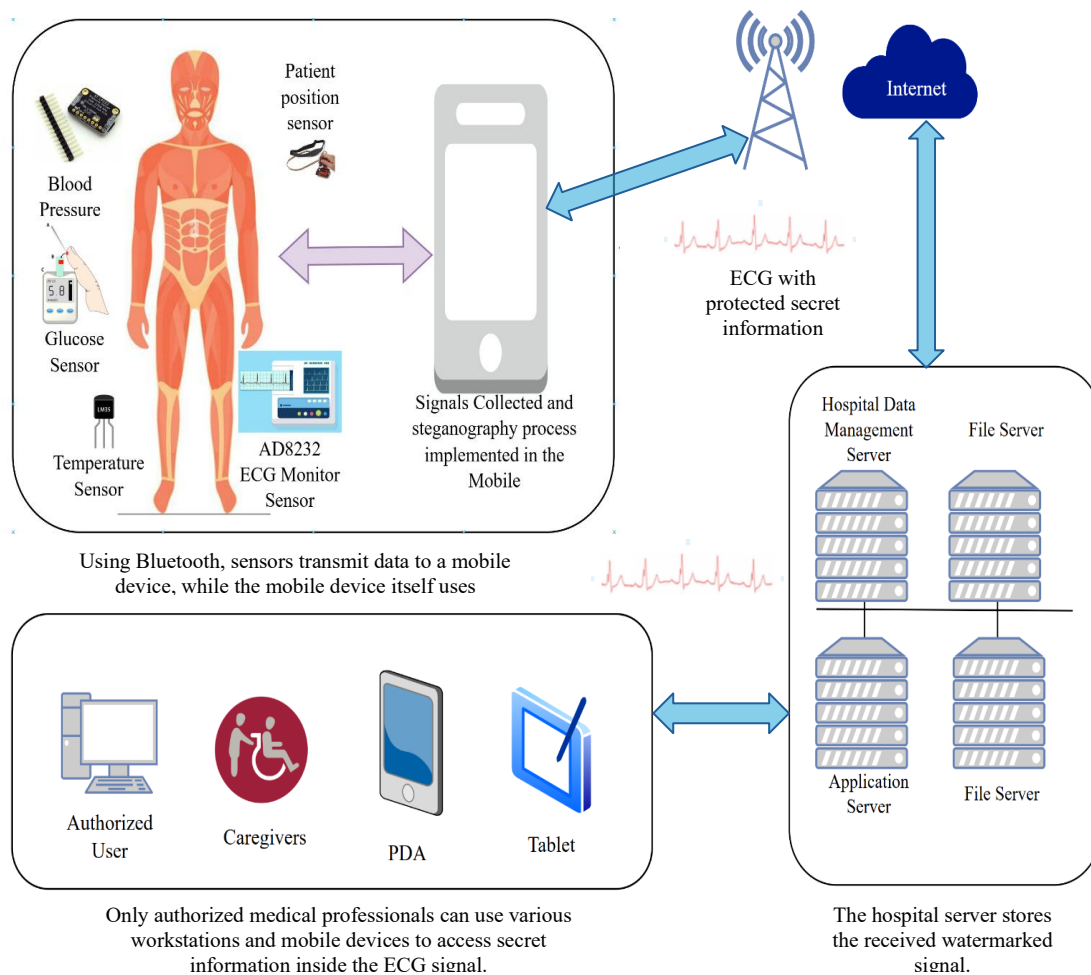 Patient
position
sensor
Internet
Blood
Pressure
58
Glucose
Sensor
LM35
Temperature
Sensor
AD8232
ECG Monitor
Sensor
Signals Collected and
steganography process
implemented in the
Mobile
ECG with
protected secret
information
Using Bluetooth, sensors transmit data to a mobile
device, while the mobile device itself uses
Hospital Data
Management
Server
File Server
Application
Server
File Server
Authorized
User
Caregivers
PDA
Tablet
Only authorized medical professionals can use various
workstations and mobile devices to access secret
information inside the ECG signal.
The hospital server stores
the received watermarked
signal.